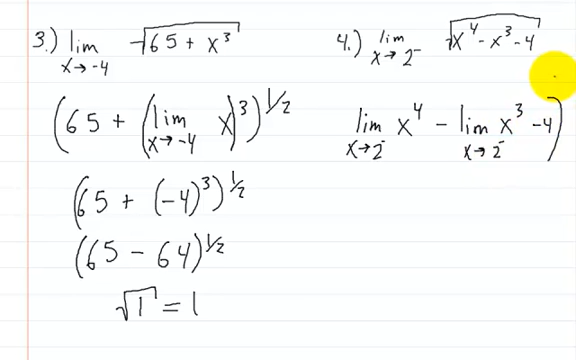 3.) lim x→-4 √65 + x³
(65 + (lim x→-4 x)³)^1/2
(65 + (-4)³)^1/2
(65 - 64)^1/2
√1 = 1
4.) lim x→2⁻ √x⁴ - x³ - 4
lim x→2⁻ x⁴ - lim x→2⁻ x³ - 4)